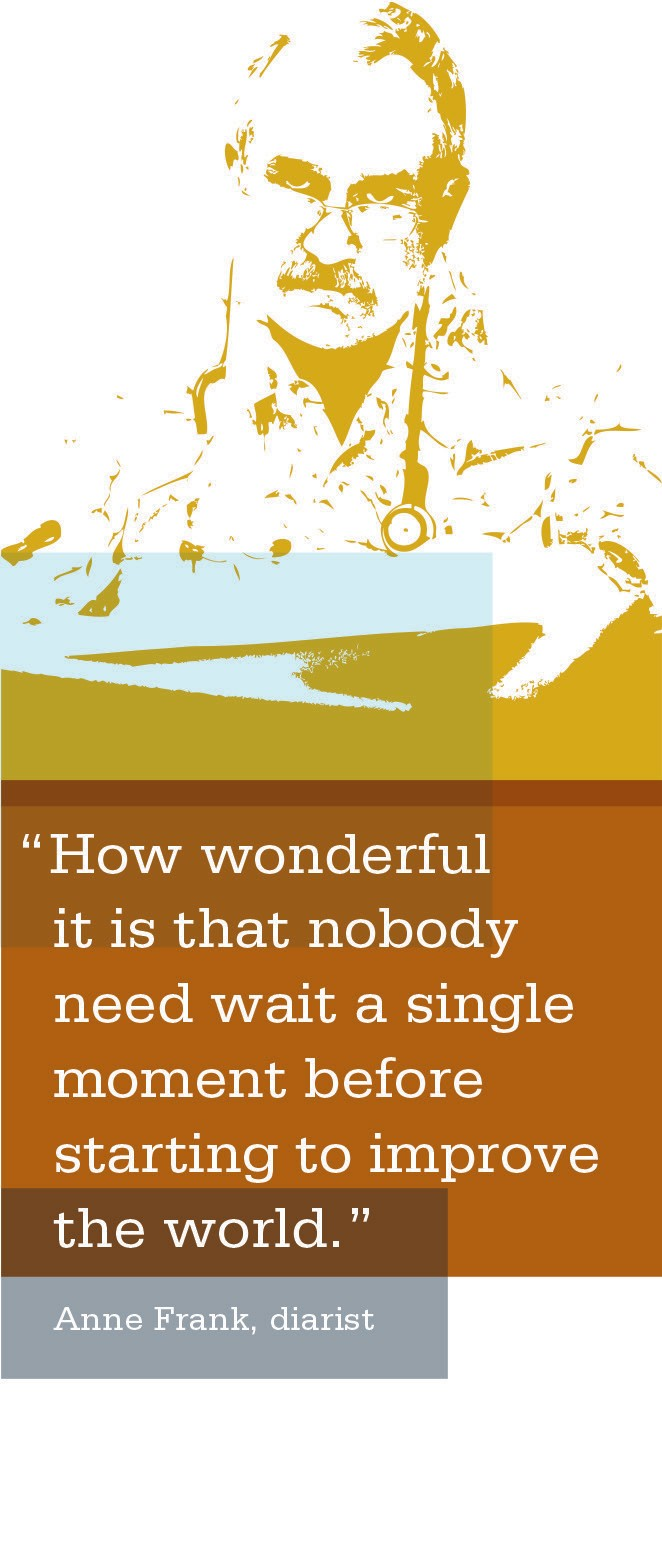 “How wonderful
it is that nobody
need wait a single
moment before
starting to improve
the world.”
Anne Frank, diarist